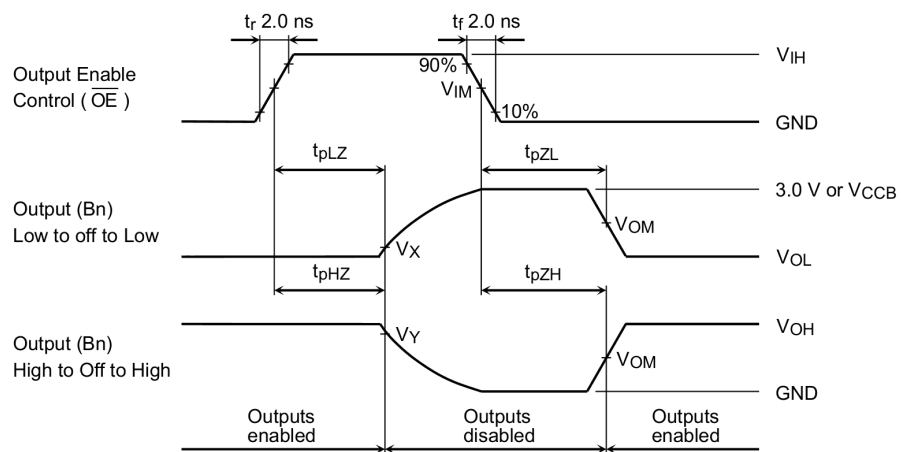 tr 2.0 ns
tf 2.0 ns
Output Enable
Control ( OE )
90%
VIM
10%
VIH
GND
tpLZ
tpZL
Output (Bn)
Low to off to Low
VX
VOM
3.0 V or VCCB
VOL
tpHZ
tpZH
Output (Bn)
High to Off to High
VY
VOM
VOH
GND
Outputs
enabled
Outputs
disabled
Outputs
enabled